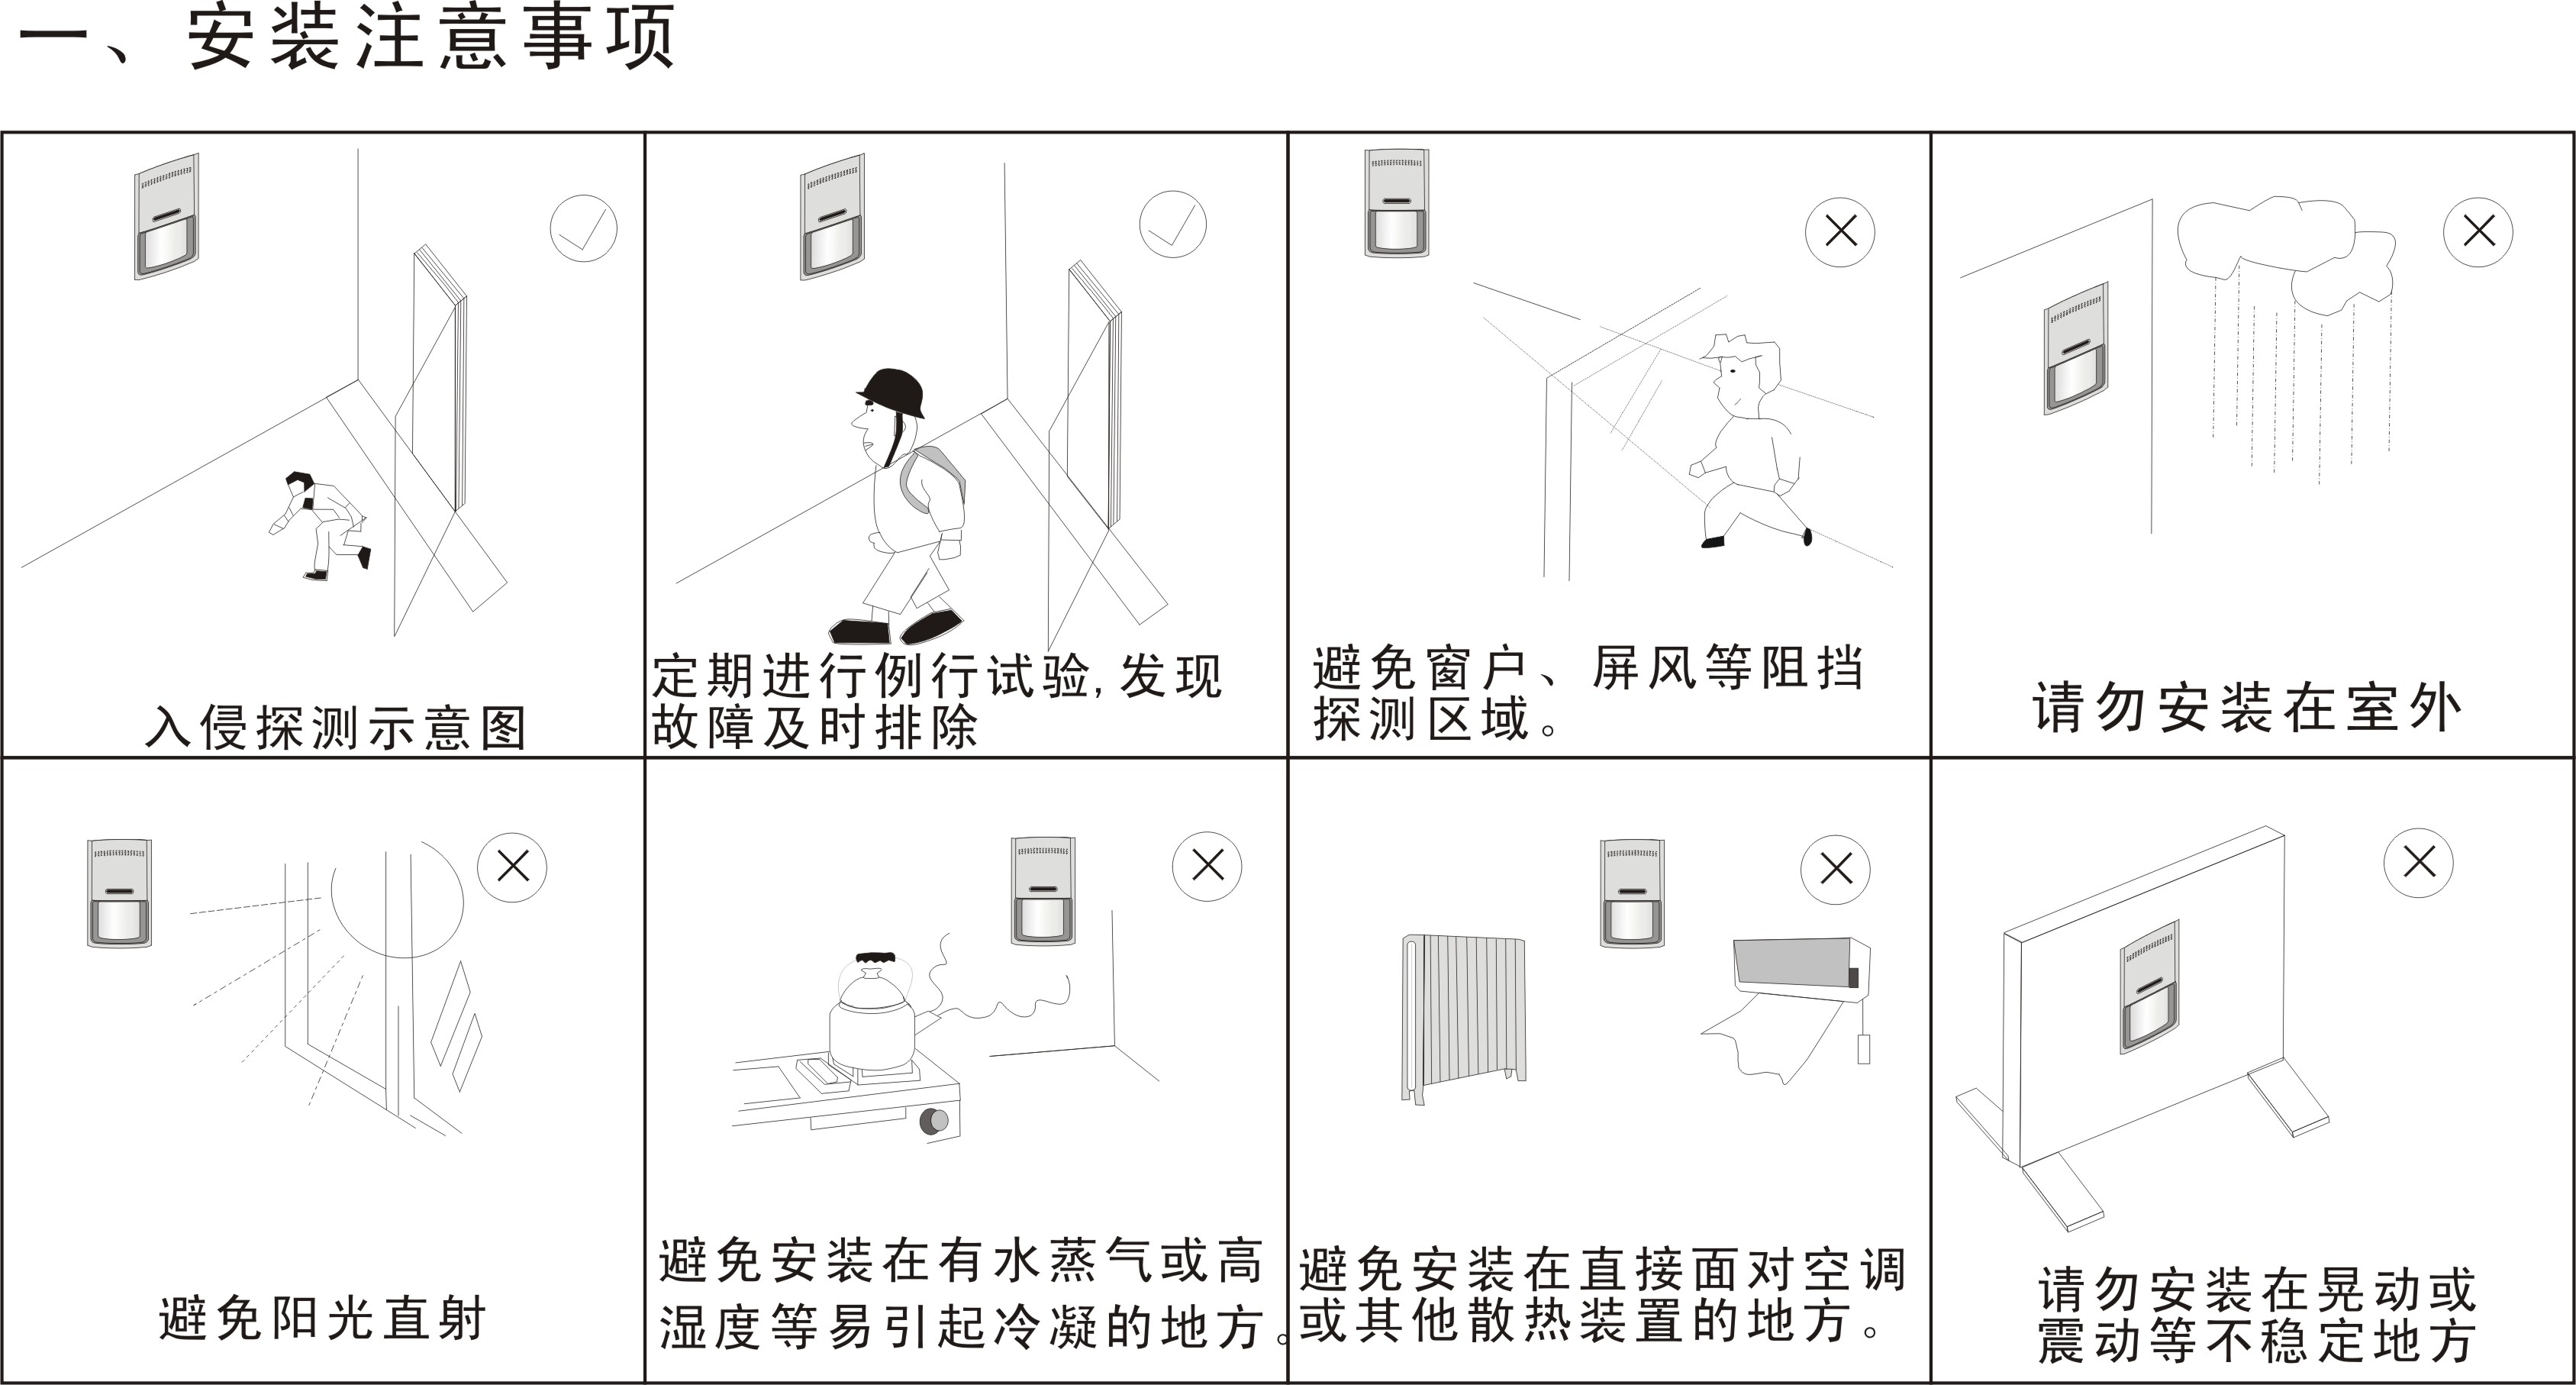 一、安装注意事项
入侵探测示意图
定期进行例行试验,发现
故障及时排除
避免窗户、屏风等阻挡
探测区域。
请勿安装在室外
避免阳光直射
避免安装在有水蒸气或高
湿度等易引起冷凝的地方。
避免安装在直接面对空调
或其他散热装置的地方。
请勿安装在晃动或
震动等不稳定地方